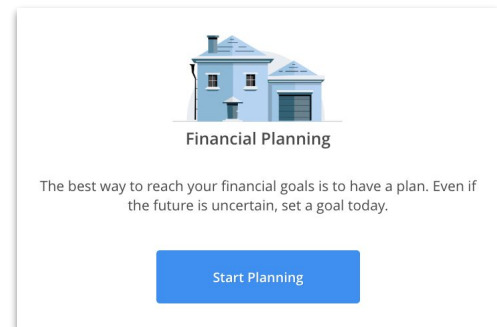 Financial Planning
The best way to reach your financial goals is to have a plan. Even if
the future is uncertain, set a goal today.
Start Planning